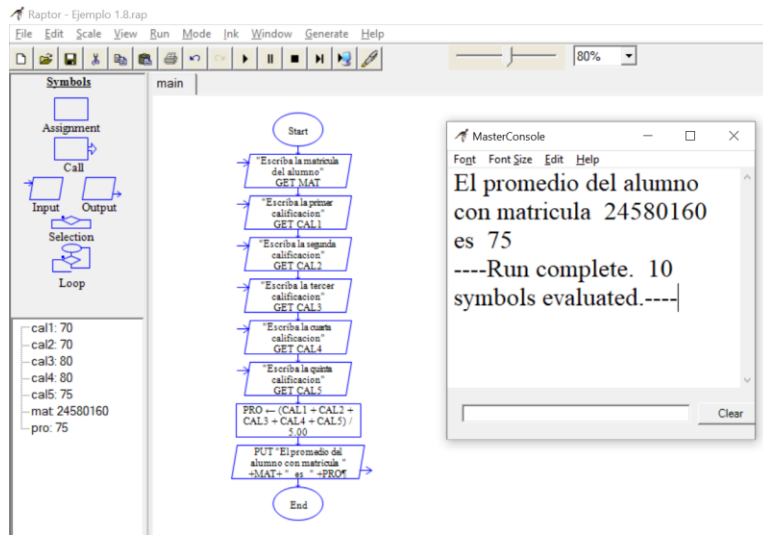 Raptor - Ejemplo 1.8.rap
File Edit Scale View Run Mode Ink Window Generate Help
80%
Symbols
Assignment
Call
Input Output
Selection
Loop
cal1: 70
cal2: 70
cal3: 80
cal4: 80
cal5: 75
mat: 24580160
pro: 75
main
Start
"Escriba la matricula
del alumno"
GET MAT
"Escriba la primer
calificacion"
GET CAL1
"Escriba la segunda
calificacion"
GET CAL2
"Escriba la tercer
calificacion"
GET CAL3
"Escriba la cuarta
calificacion"
GET CAL4
"Escriba la quinta
calificacion"
GET CAL5
PRO ← (CAL1 + CAL2 +
CAL3 + CAL4 + CAL5) /
5.00
PUT "El promedio del
alumno con matricula "
+MAT+ " es " +PRO¶
End
MasterConsole
Font Font Size Edit Help
El promedio del alumno
con matricula 24580160
es 75
----Run complete. 10
symbols evaluated.----
Clear